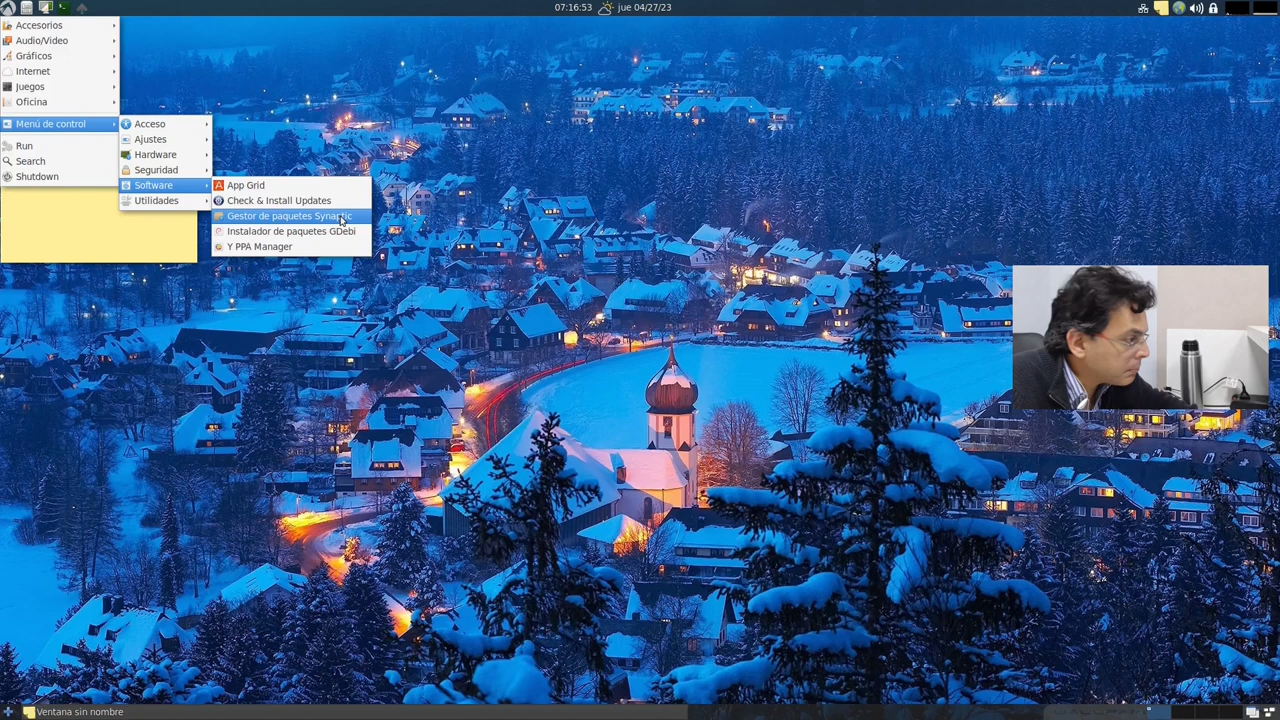 07:16:53
jue 04/27/23
Accesorios
Audio/Video
Gráficos
Internet
Juegos
Oficina
Menú de control
Run
Search
Shutdown
Acceso
Ajustes
Hardware
Seguridad
Software
Utilidades
App Grid
Check & Install Updates
Gestor de paquetes Synaptic
Instalador de paquetes GDebi
Y PPA Manager
Ventana sin nombre